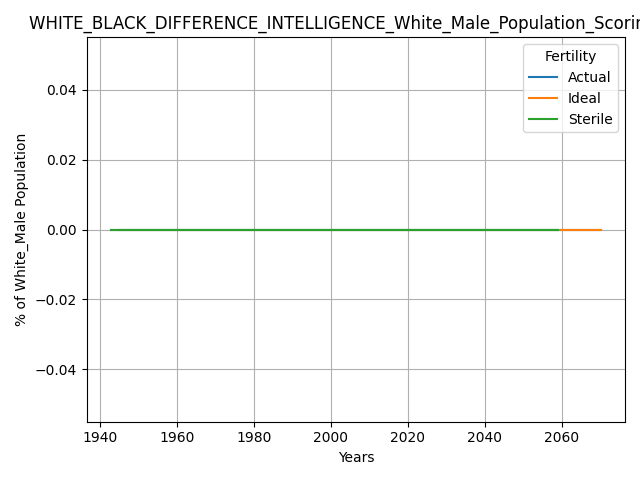 WHITE_BLACK_DIFFERENCE_INTELLIGENCE_White_Male_Population_Scorin
Fertility
Actual
Ideal
Sterile
% of White_Male Population
0.04
0.02
0.00
−0.02
−0.04
1940 1960 1980 2000 2020 2040 2060
Years